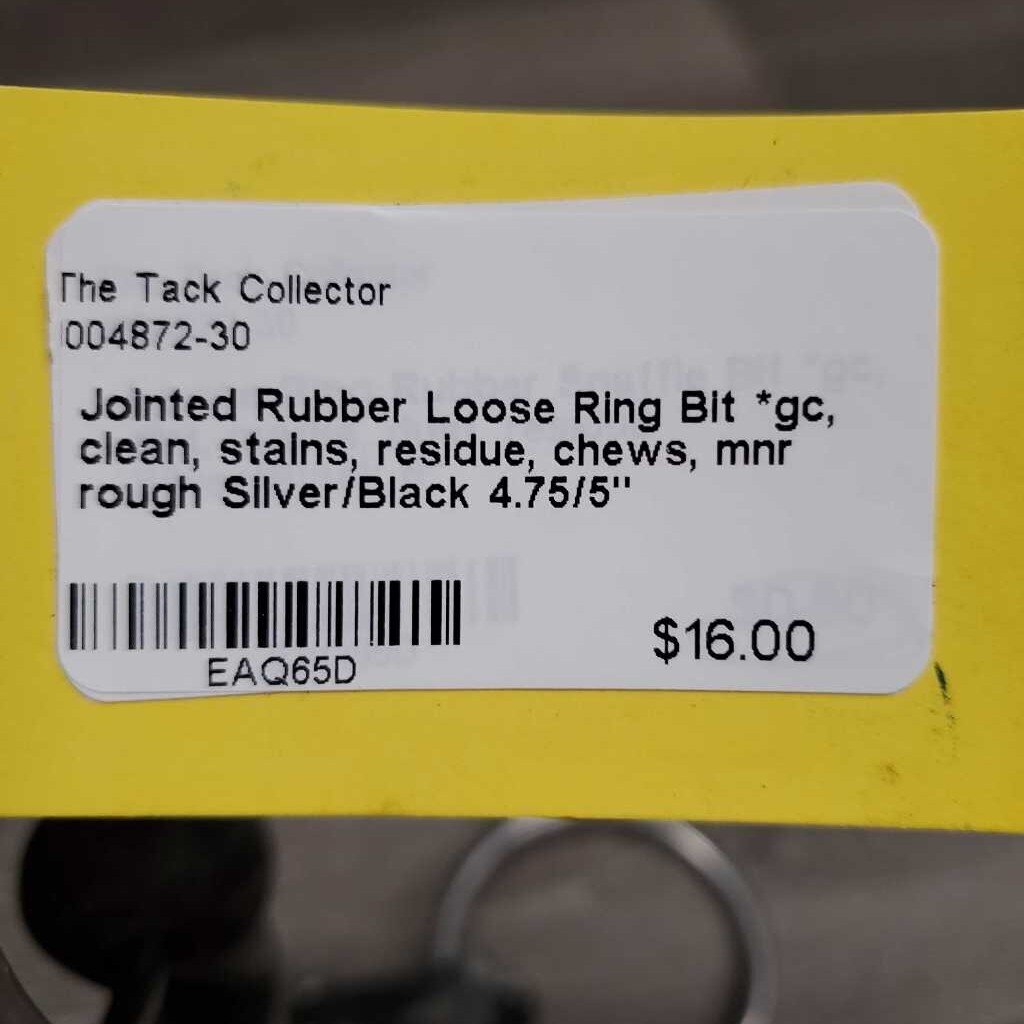 The Tack Collector
004872-30
Jointed Rubber Loose Ring Bit *gc,
clean, stains, residue, chews, mnr
rough Silver/Black 4.75/5"
EAQ65D
$16.00